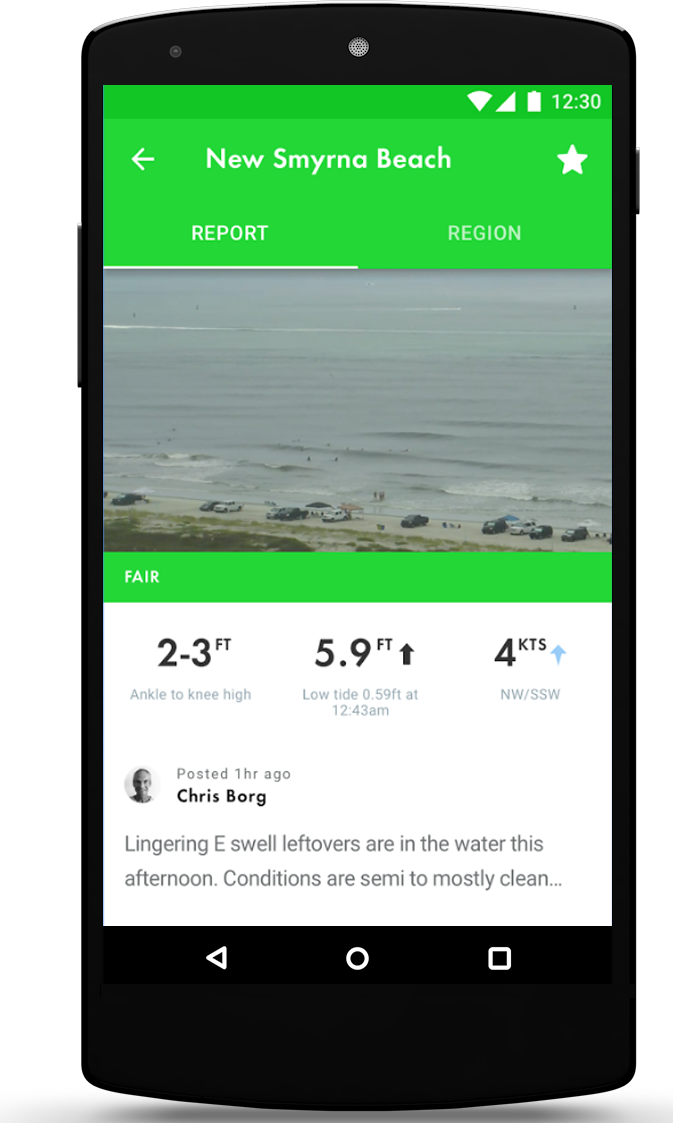 12:30
New Smyrna Beach
REPORT REGION
FAIR
2-3 FT 5.9 FT 4 KTS
Ankle to knee high Low tide 0.59ft at NW/SSW
12:43am
Posted 1hr ago
Chris Borg
Lingering E swell leftovers are in the water this
afternoon. Conditions are semi to mostly clean...